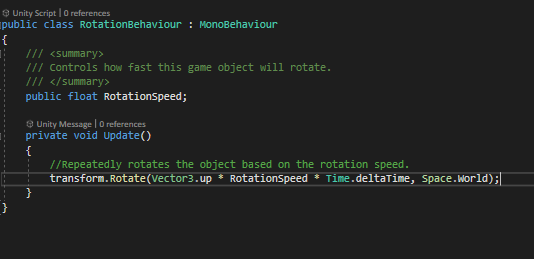 Unity Script | 0 references
public class RotationBehaviour : MonoBehaviour
{
/// <summary>
/// Controls how fast this game object will rotate.
/// </summary>
public float RotationSpeed;
Unity Message | 0 references
private void Update()
{
//Repeatedly rotates the object based on the rotation speed.
transform.Rotate(Vector3.up * RotationSpeed * Time.deltaTime, Space.World);
}
}